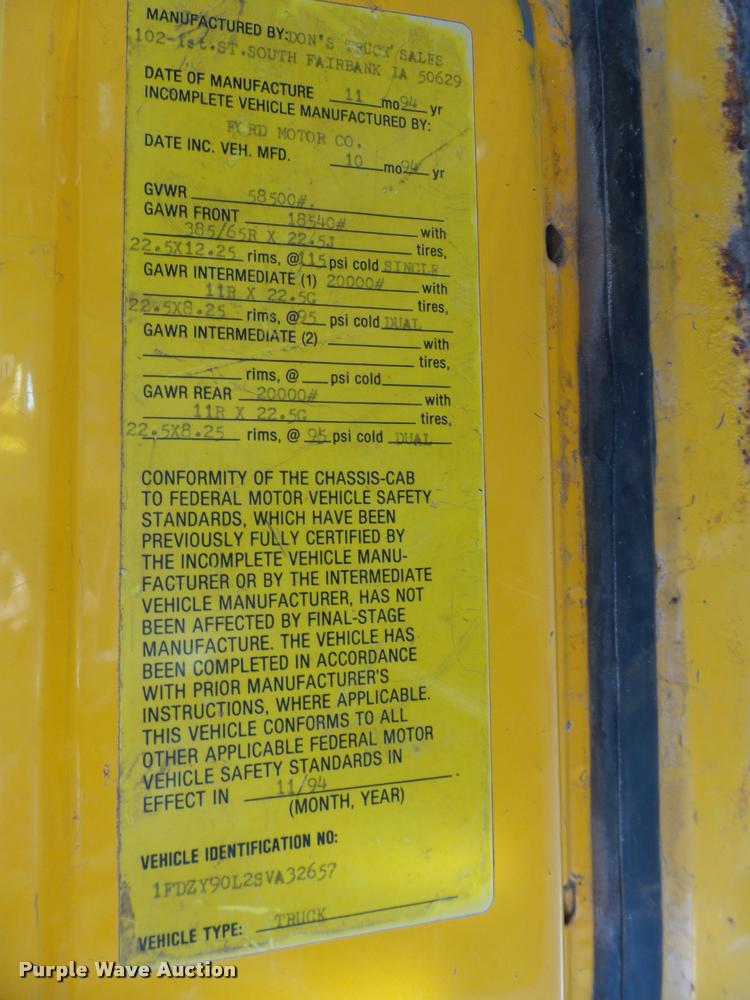 MANUFACTURED BY: DON'S TRUCK SALES
102-1st.ST.SOUTH FAIRBANK IA 50629
DATE OF MANUFACTURE 11 mo 94 yr
INCOMPLETE VEHICLE MANUFACTURED BY:
FORD MOTOR CO.
DATE INC. VEH. MFD. 10 mo 94 yr
GVWR 58500#.
GAWR FRONT 18540# with
385/65R X 22.5J tires,
22.5X12.25 rims, @ 115 psi cold SINGLE
GAWR INTERMEDIATE (1) 20000# with
11R X 22.5G tires,
22.5X8.25 rims, @ 95 psi cold DUAL
GAWR INTERMEDIATE (2) with
tires,
rims, @ psi cold
GAWR REAR 20000# with
11R X 22.5G tires,
22.5X8.25 rims, @ 95 psi cold DUAL
CONFORMITY OF THE CHASSIS-CAB
TO FEDERAL MOTOR VEHICLE SAFETY
STANDARDS, WHICH HAVE BEEN
PREVIOUSLY FULLY CERTIFIED BY
THE INCOMPLETE VEHICLE MANU-
FACTURER OR BY THE INTERMEDIATE
VEHICLE MANUFACTURER, HAS NOT
BEEN AFFECTED BY FINAL-STAGE
MANUFACTURE. THE VEHICLE HAS
BEEN COMPLETED IN ACCORDANCE
WITH PRIOR MANUFACTURER'S
INSTRUCTIONS, WHERE APPLICABLE.
THIS VEHICLE CONFORMS TO ALL
OTHER APPLICABLE FEDERAL MOTOR
VEHICLE SAFETY STANDARDS IN
EFFECT IN 11/94.
(MONTH, YEAR)
VEHICLE IDENTIFICATION NO:
1FDZY90L2SVA32657
VEHICLE TYPE: TRUCK
Purple Wave Auction